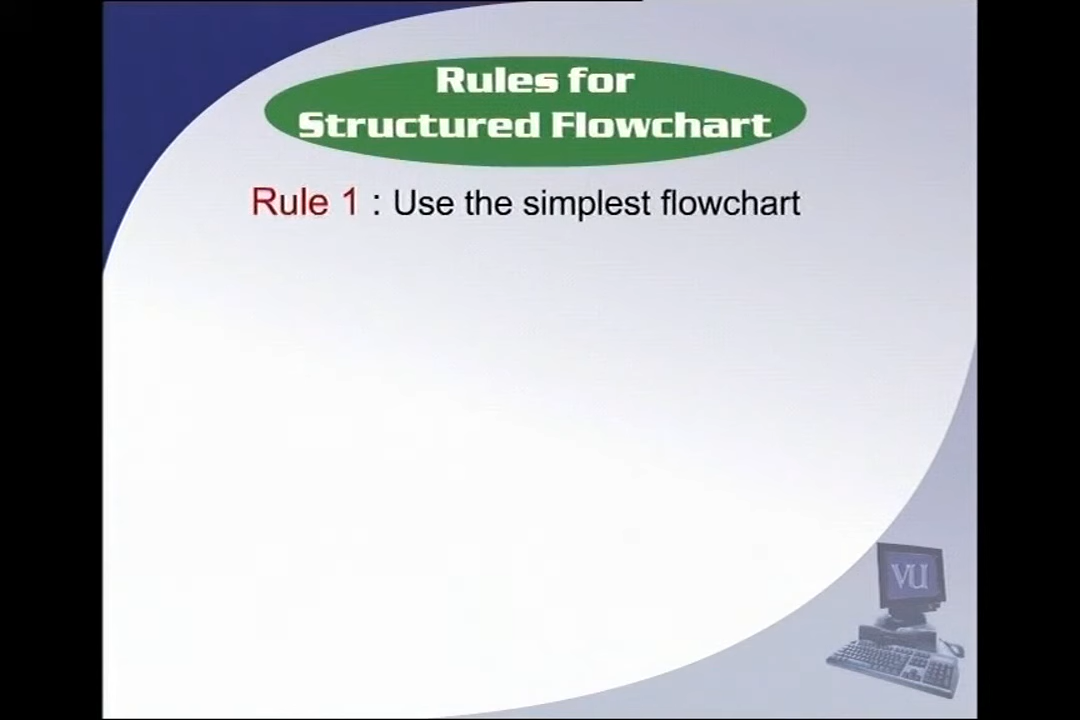 Rules for
Structured Flowchart
Rule 1 : Use the simplest flowchart
VU